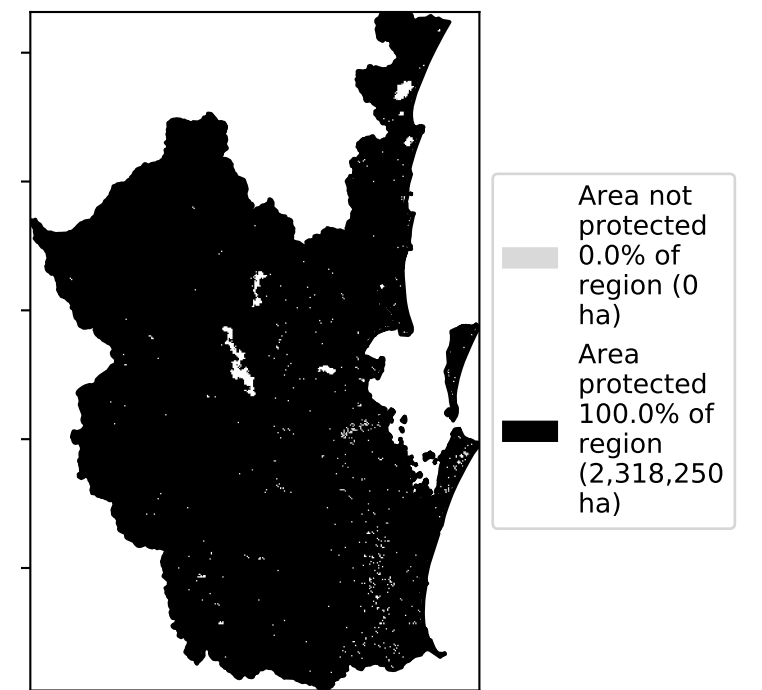 Area not
protected
0.0% of
region (0
ha)
Area
protected
100.0% of
region
(2,318,250
ha)